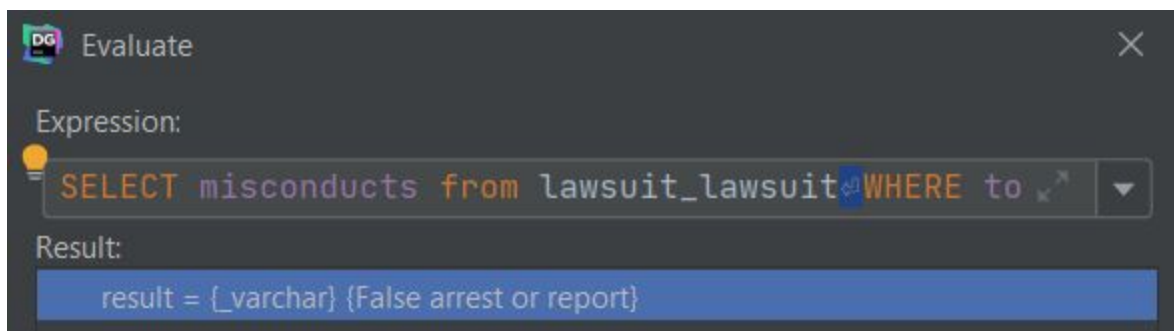 DG Evaluate
Expression:
SELECT misconducts from lawsuit_lawsuit⏎WHERE to
Result:
result = {_varchar} {False arrest or report}